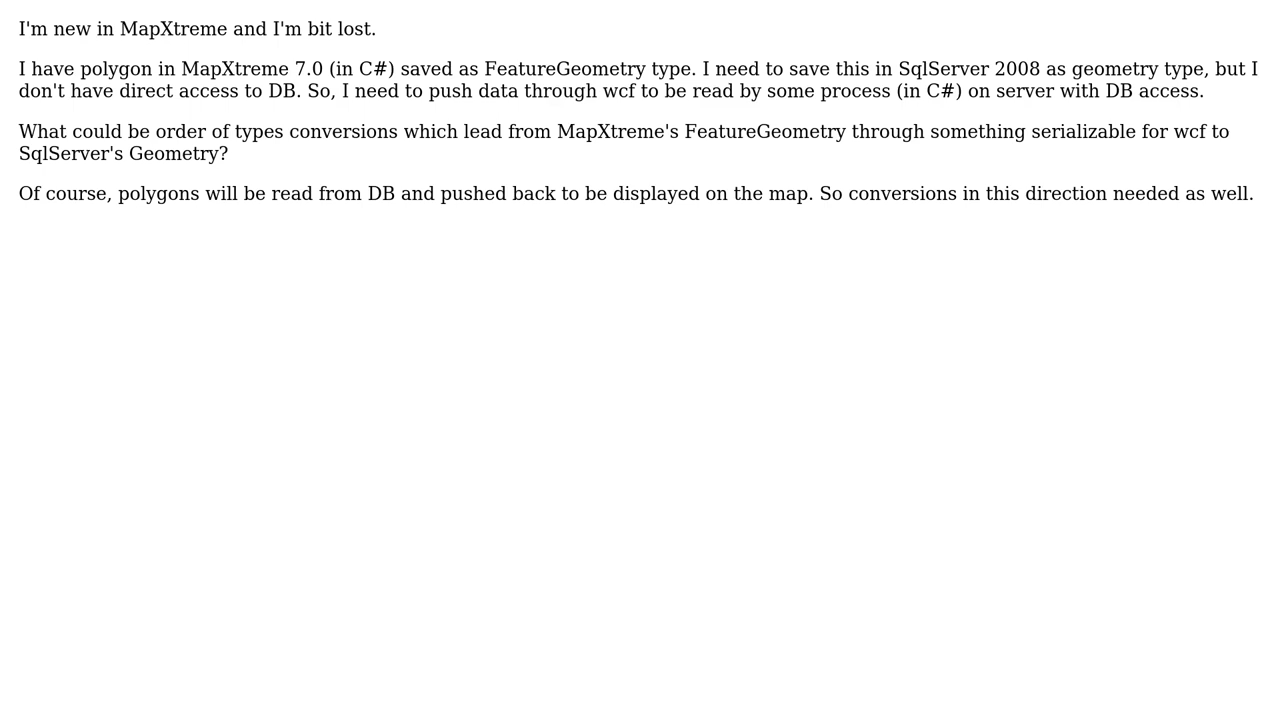 I'm new in MapXtreme and I'm bit lost.
I have polygon in MapXtreme 7.0 (in C#) saved as FeatureGeometry type. I need to save this in SqlServer 2008 as geometry type, but I
don't have direct access to DB. So, I need to push data through wcf to be read by some process (in C#) on server with DB access.
What could be order of types conversions which lead from MapXtreme's FeatureGeometry through something serializable for wcf to
SqlServer's Geometry?
Of course, polygons will be read from DB and pushed back to be displayed on the map. So conversions in this direction needed as well.